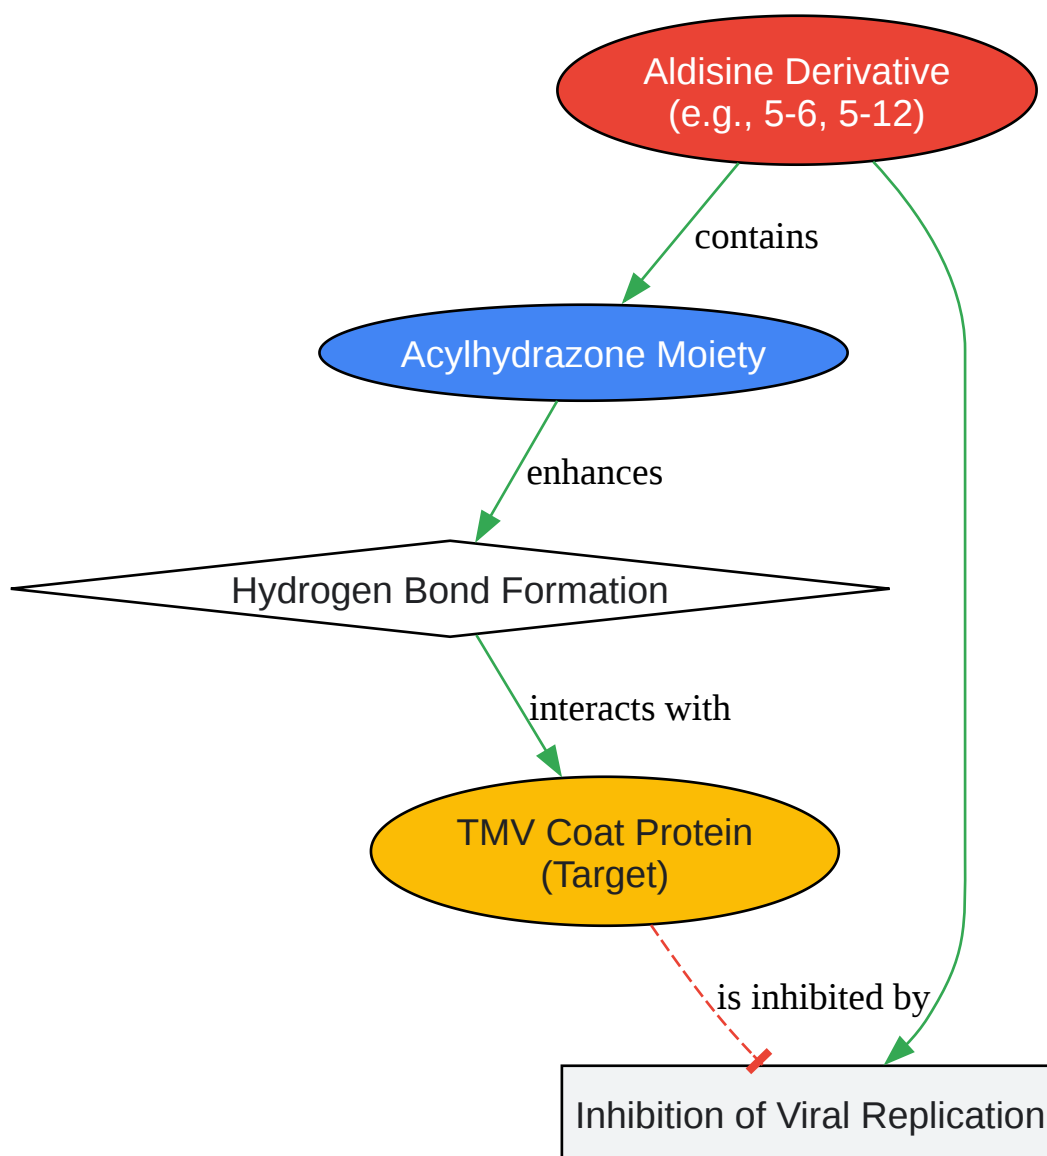 Aldisine Derivative
(e.g., 5-6, 5-12)
contains
Acylhydrazone Moiety
enhances
Hydrogen Bond Formation
interacts with
TMV Coat Protein
(Target)
is inhibited by
Inhibition of Viral Replication